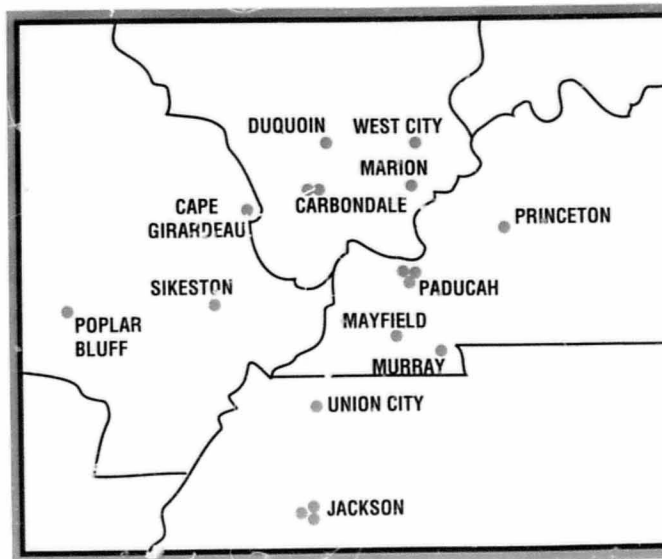 DUQUOIN
WEST CITY
MARION
CARBONDALE
CAPE
GIRARDEAU
PRINCETON
SIKESTON
PADUCAH
POPLAR
BLUFF
MAYFIELD
MURRAY
UNION CITY
JACKSON